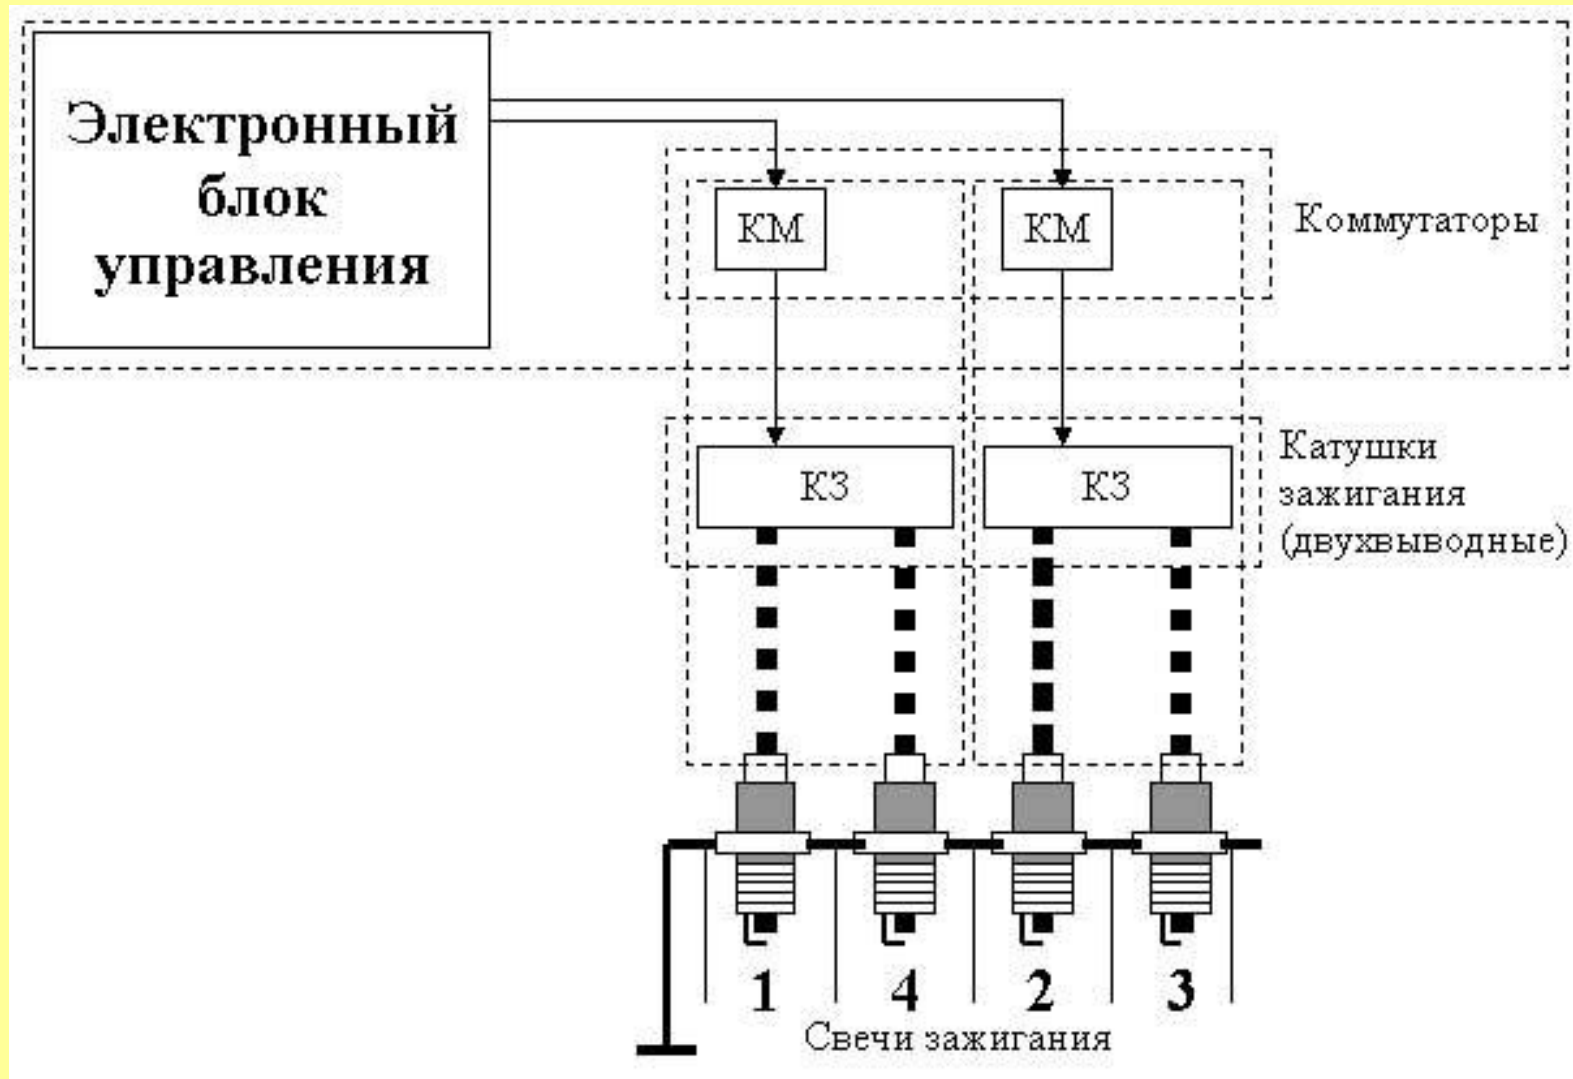 Электронный
блок
управления
КМ
КМ
Коммутаторы
КЗ
КЗ
Катушки
зажигания
(двухвыводные)
1
4
2
3
Свечи зажигания